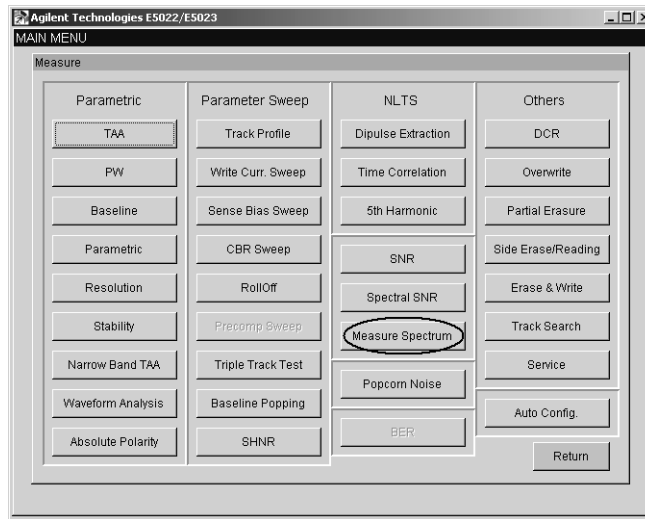 Agilent Technologies E5022/E5023
MAIN MENU
Measure
Parametric
TAA
PW
Baseline
Parametric
Resolution
Stability
Narrow Band TAA
Waveform Analysis
Absolute Polarity
Parameter Sweep
Track Profile
Write Curr. Sweep
Sense Bias Sweep
CBR Sweep
RollOff
Precomp Sweep
Triple Track Test
Baseline Popping
SHNR
NLTS
Dipulse Extraction
Time Correlation
5th Harmonic
SNR
Spectral SNR
Measure Spectrum
Popcorn Noise
BER
Others
DCR
Overwrite
Partial Erasure
Side Erase/Reading
Erase & Write
Track Search
Service
Auto Config.
Return